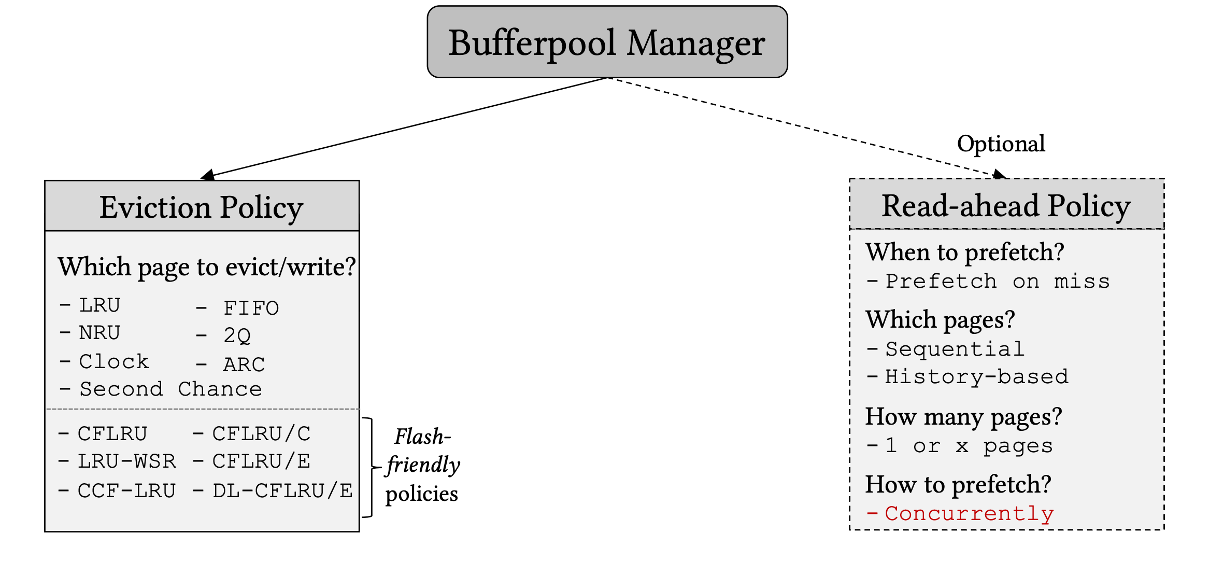 Bufferpool Manager
Optional
Eviction Policy
Which page to evict/write?
- LRU - FIFO
- NRU - 2Q
- Clock - ARC
- Second Chance
- CFLRU - CFLRU/C
- LRU-WSR - CFLRU/E
- CCF-LRU - DL-CFLRU/E
Flash-
friendly
policies
Read-ahead Policy
When to prefetch?
- Prefetch on miss
Which pages?
- Sequential
- History-based
How many pages?
- 1 or x pages
How to prefetch?
- Concurrently